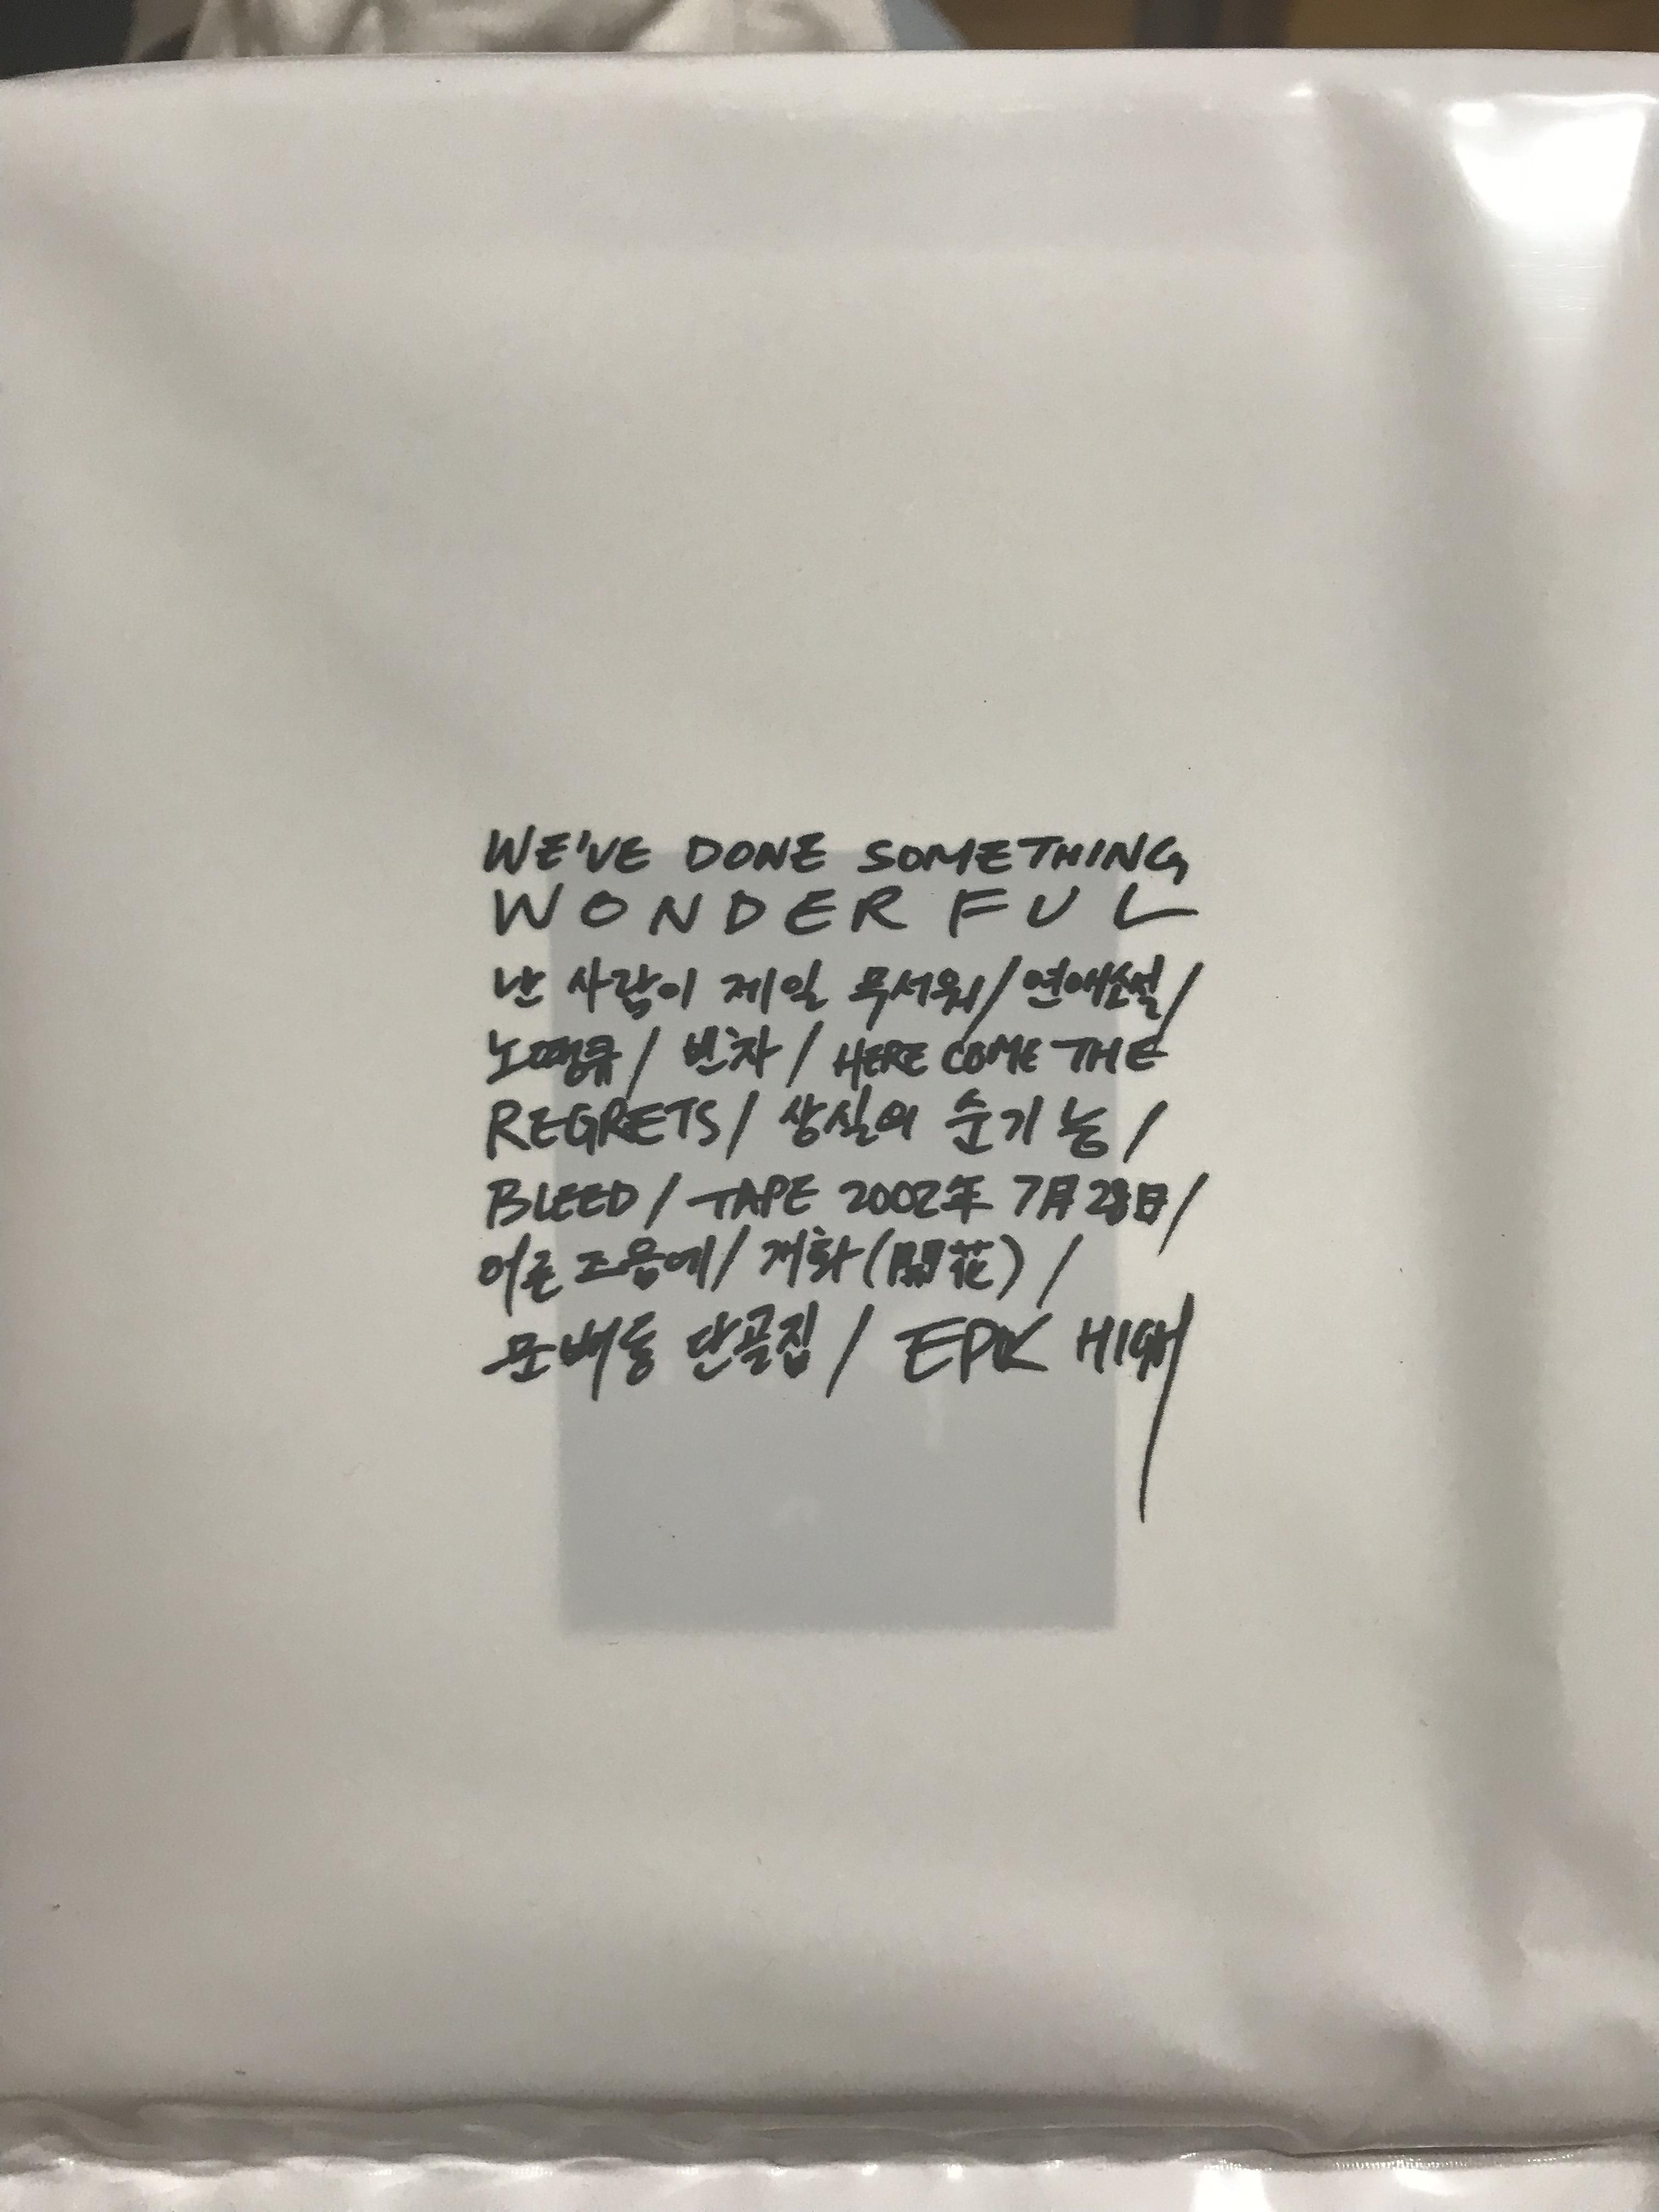 WE'VE DONE SOMETHING
WONDERFUL
난 사람이 제일 무서워/연애소설/
노땡큐/ 빈차/ HERE COME THE
REGRETS/ 상실의 순기능/
BLEED/ TAPE 2002年 7月 28日/
어른 즈음에/ 개화(開花)/
문배동 단골집/ EPIK HIGH